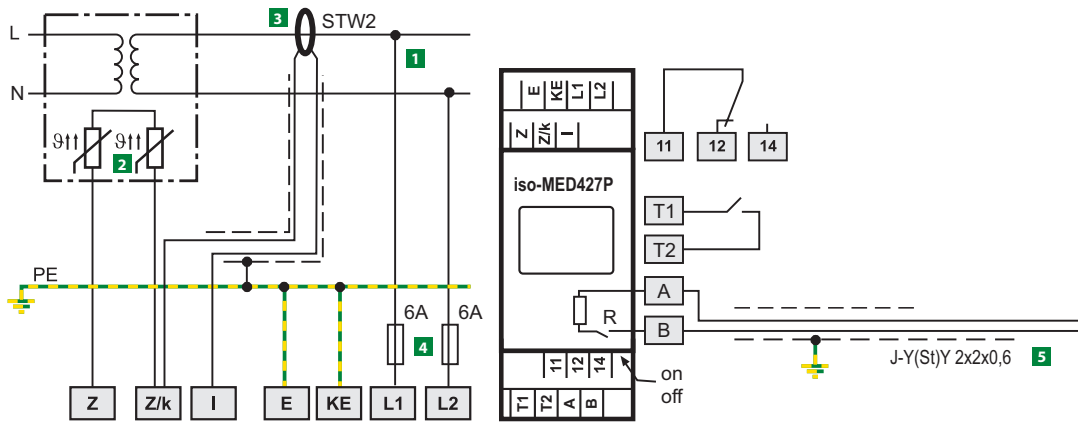 L
3
STW2
1
N
ϑ↑↑
ϑ↑↑
2
PE
6A
4
6A
Z
Z/k
I
E
KE
L1
L2
E
KE
L1
L2
Z
Z/k
I
iso-MED427P
R
11
12
14
T1
T2
A
B
on
off
11
12
14
T1
T2
A
B
J-Y(St)Y 2x2x0,6
5